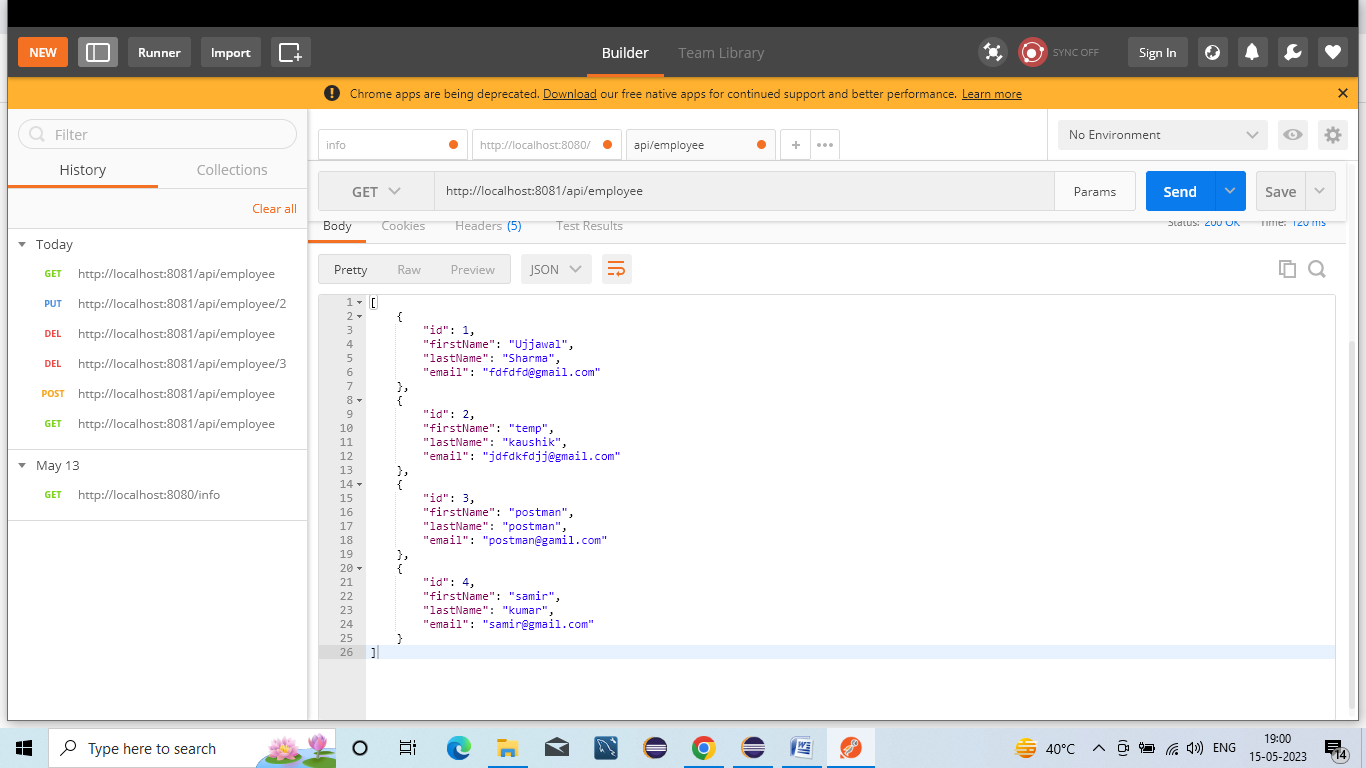 NEW Runner Import Builder Team Library SYNC OFF Sign In
Chrome apps are being deprecated. Download our free native apps for continued support and better performance. Learn more
Filter
History Collections
Clear all
Today
GET http://localhost:8081/api/employee
PUT http://localhost:8081/api/employee/2
DEL http://localhost:8081/api/employee
DEL http://localhost:8081/api/employee/3
POST http://localhost:8081/api/employee
GET http://localhost:8081/api/employee
May 13
GET http://localhost:8080/info
info http://localhost:8080/ api/employee + ••• No Environment
GET http://localhost:8081/api/employee Params Send Save
Body Cookies Headers (5) Test Results Status: 200 OK Time: 120 ms
Pretty Raw Preview JSON
1 [
2 {
3 "id": 1,
4 "firstName": "Ujjawal",
5 "lastName": "Sharma",
6 "email": "fdfdfd@gmail.com"
7 },
8 {
9 "id": 2,
10 "firstName": "temp",
11 "lastName": "kaushik",
12 "email": "jdfdkfdjj@gmail.com"
13 },
14 {
15 "id": 3,
16 "firstName": "postman",
17 "lastName": "postman",
18 "email": "postman@gamil.com"
19 },
20 {
21 "id": 4,
22 "firstName": "samir",
23 "lastName": "kumar",
24 "email": "samir@gmail.com"
25 }
26 ]
Type here to search 40°C ENG 19:00
15-05-2023 14